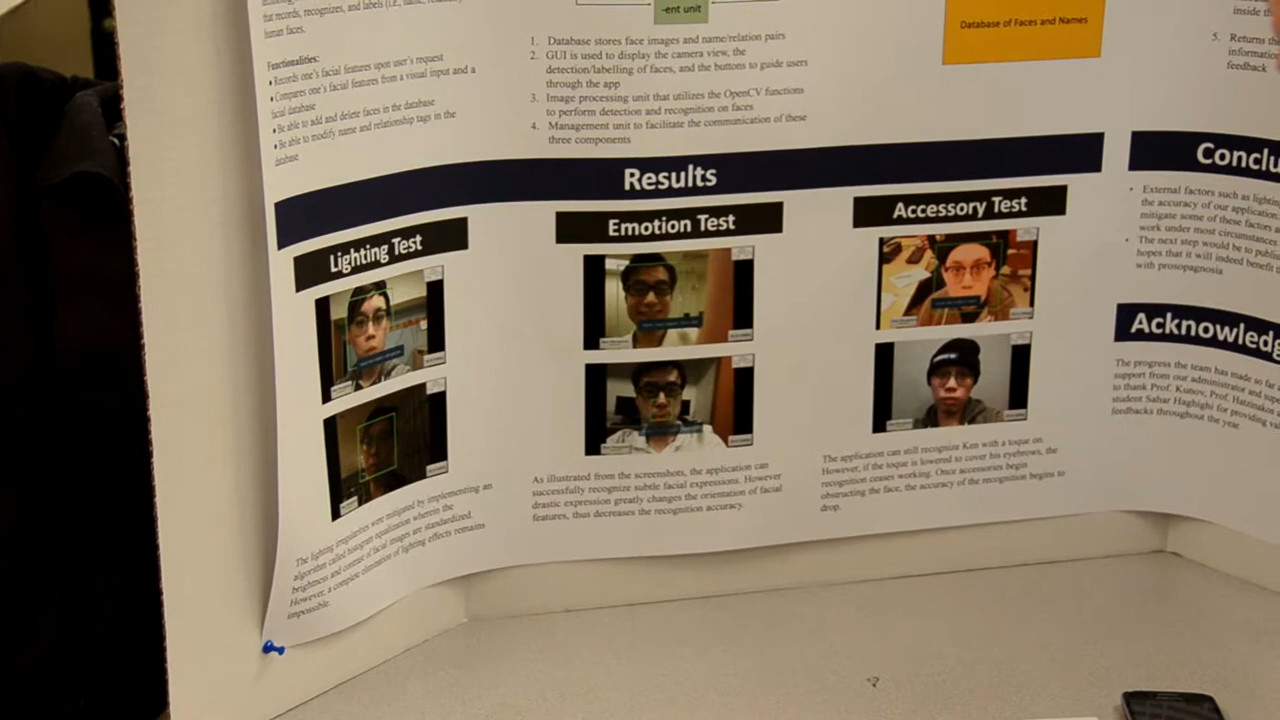 that records, recognizes, and labels (i.e., name,
human faces.
Functionalities:
• Records one's facial features upon user's request
• Compares one's facial features from a visual input and a
facial database
• Be able to add and delete faces in the database
• Be able to modify name and relationship tags in the
database
-ent unit
1. Database stores face images and name/relation pairs
2. GUI is used to display the camera view, the
detection/labelling of faces, and the buttons to guide users
through the app
3. Image processing unit that utilizes the OpenCV functions
to perform detection and recognition on faces
4. Management unit to facilitate the communication of these
three components
Database of Faces and Names
inside th
5. Returns th
informatio
feedback
Results
Lighting Test
The lighting irregularities were mitigated by implementing an
algorithm called histogram equalization wherein the
brightness and contrast of facial images are standardized.
However, a complete elimination of lighting effects remains
impossible.
Emotion Test
As illustrated from the screenshots, the application can
successfully recognize subtle facial expressions. However
drastic expression greatly changes the orientation of facial
features, thus decreases the recognition accuracy.
Accessory Test
The application can still recognize Ken with a toque on.
However, if the toque is lowered to cover his eyebrows, the
recognition ceases working. Once accessories begin
obstructing the face, the accuracy of the recognition begins to
drop.
Conclu
• External factors such as lightin
the accuracy of our application
mitigate some of these factors a
work under most circumstances
• The next step would be to publi
hopes that it will indeed benefit
with prosopagnosia
Acknowledg
The progress the team has made so far
support from our administrator and sup
to thank Prof. Kunov, Prof. Hatzinakos
student Sahar Haghighi for providing va
feedbacks throughout the year.